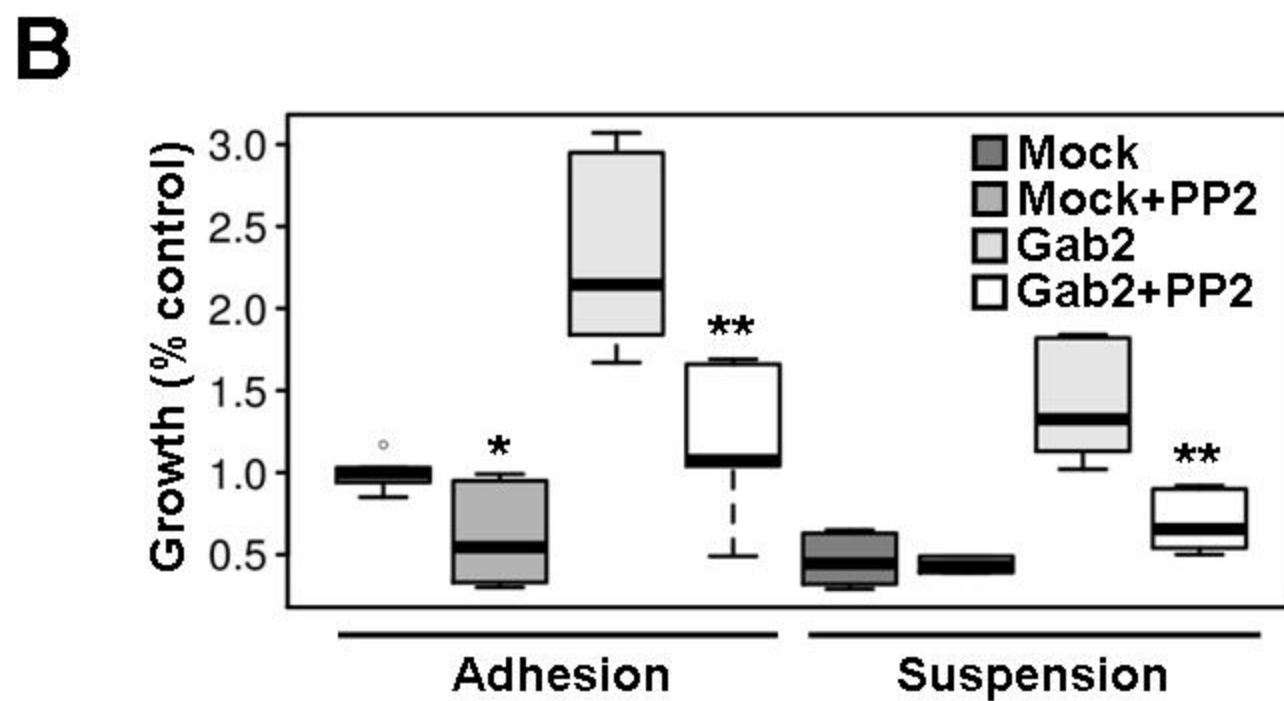 B
Growth (% control)
3.0
2.5
2.0
1.5
1.0
0.5
Mock
Mock+PP2
Gab2
Gab2+PP2
*
**
**
Adhesion
Suspension